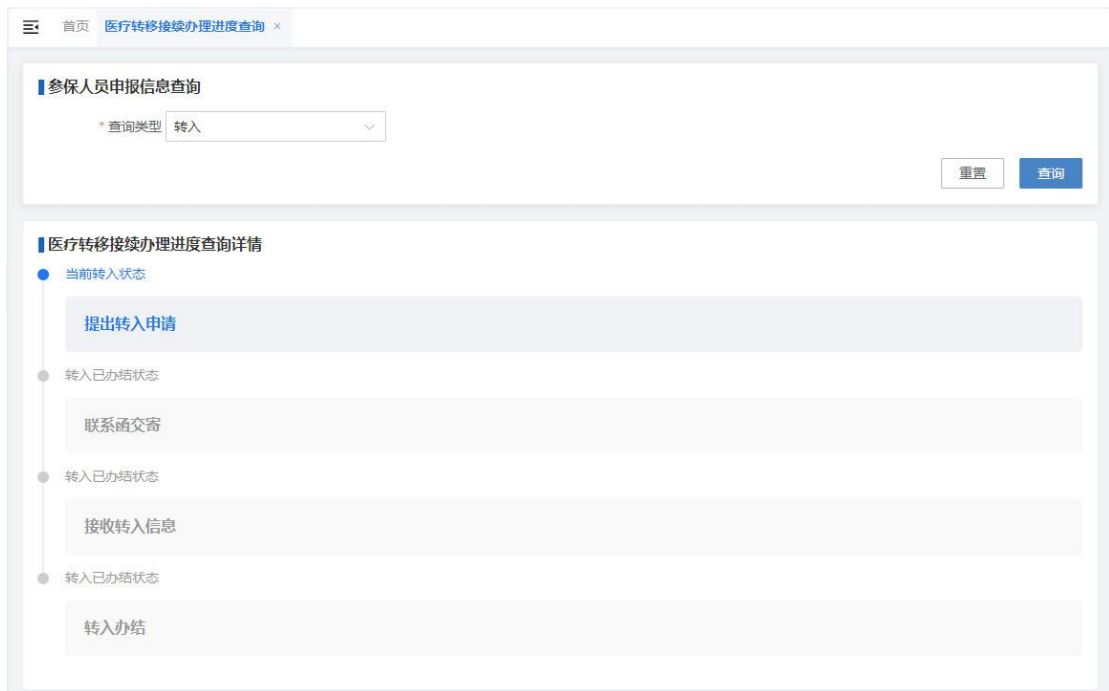 首页 医疗转移接续办理进度查询 ×
参保人员申报信息查询
* 查询类型 转入
重置 查询
医疗转移接续办理进度查询详情
当前转入状态
提出转入申请
转入已办结状态
联系函交寄
转入已办结状态
接收转入信息
转入已办结状态
转入办结